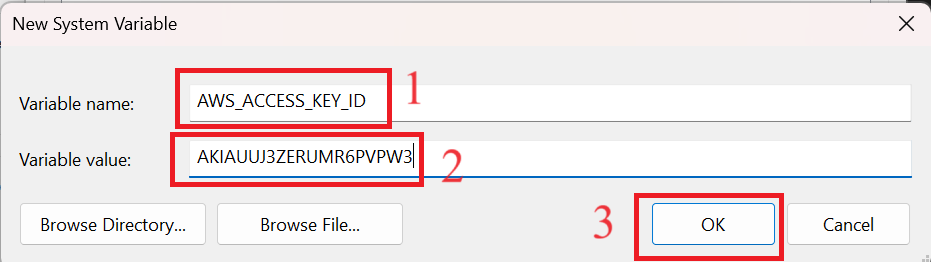 New System Variable
Variable name:
AWS_ACCESS_KEY_ID
1
Variable value:
AKIAUUJ3ZERUMR6PVPW3
2
Browse Directory...
Browse File...
3
OK
Cancel